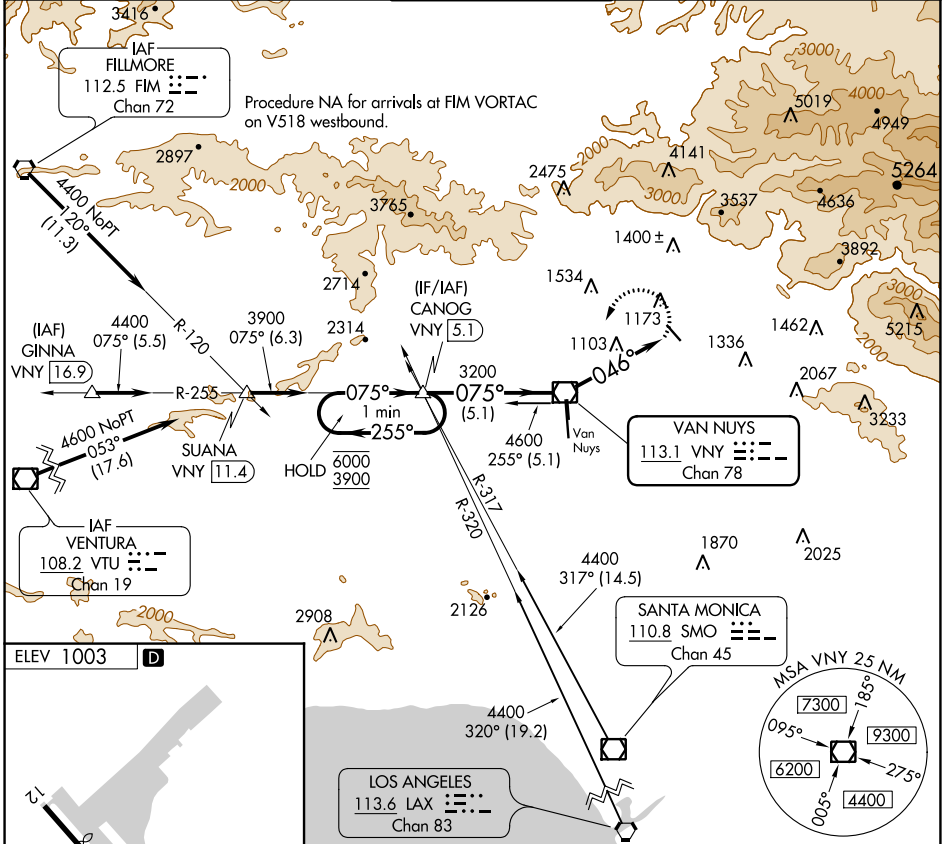 3416
IAF
FILLMORE
112.5 FIM
Chan 72
Procedure NA for arrivals at FIM VORTAC
on V518 westbound.
3000
4000
5019
4949
2897
2000
2000
4141
2475
5264
3000
3537
4636
3765
4400 NoPT
120°
(11.3)
1400 ±
3892
2714
1534
3000
(IF/IAF)
CANOG
VNY 5.1
(IAF)
GINNA
VNY 16.9
4400
075° (5.5)
R-120
3900
075° (6.3)
2314
1173
1103
1462
1336
5215
2000
046°
3200
R-255
075°
1 min
255°
075°
(5.1)
2067
3233
4600 NoPT
053°
(17.6)
SUANA
VNY 11.4
HOLD
6000
3900
4600
255° (5.1)
Van
Nuys
VAN NUYS
113.1 VNY
Chan 78
R-317
R-320
IAF
VENTURA
108.2 VTU
Chan 19
4400
317° (14.5)
1870
2025
2000
2908
2126
SANTA MONICA
110.8 SMO
Chan 45
ELEV 1003
D
MSA VNY 25 NM
7300
185°
095°
9300
6200
275°
005°
4400
4400
320° (19.2)
LOS ANGELES
113.6 LAX
Chan 83
12